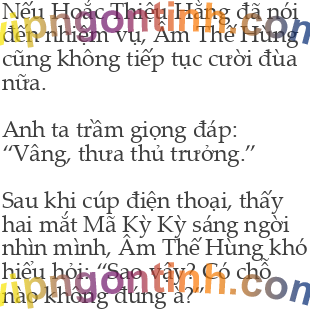 Nếu Hoắc Thiệu Hằng đã nói
đến nhiệm vụ, Âm Thế Hùng
cũng không tiếp tục cười đùa
nữa.
Anh ta trầm giọng đáp:
“Vâng, thưa thủ trưởng.”
Sau khi cúp điện thoại, thấy
hai mắt Mã Kỳ Kỳ sáng ngời
nhìn mình, Âm Thế Hùng khó
hiểu hỏi: “Sao vậy? Có chỗ
nào không đúng à?”
vipngontinh.com
vipngontinh.com